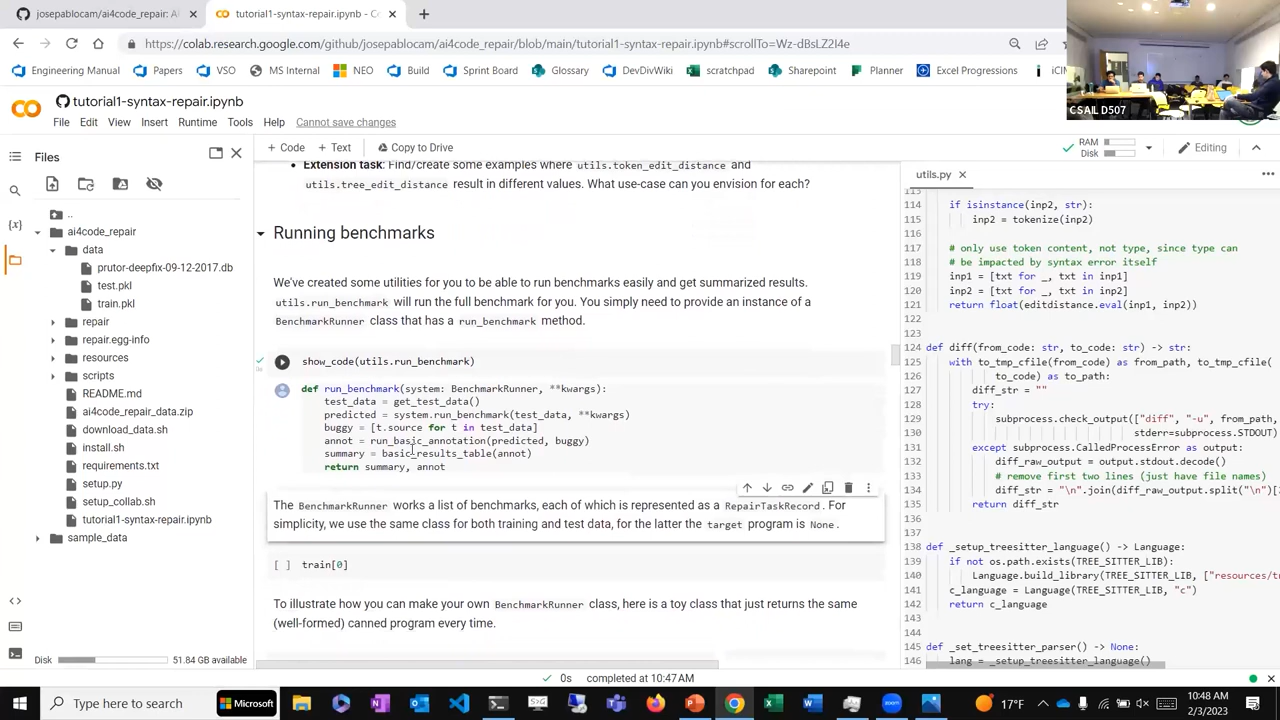 josepablocam/ai4code_repair: Al
tutorial1-syntax-repair.ipynb - Co
https://colab.research.google.com/github/josepablocam/ai4code_repair/blob/main/tutorial1-syntax-repair.ipynb#scrollTo=Wz-dBsLZ2I4e
Engineering Manual
Papers
VSO
MS Internal
NEO
Build
Sprint Board
Glossary
DevDivWiki
scratchpad
Sharepoint
Planner
Excel Progressions
CSAIL D507
tutorial1-syntax-repair.ipynb
File Edit View Insert Runtime Tools Help Cannot save changes
Files
+ Code + Text Copy to Drive
RAM
Disk
Editing
..
ai4code_repair
data
prutor-deepfix-09-12-2017.db
test.pkl
train.pkl
repair
repair.egg-info
resources
scripts
README.md
ai4code_repair_data.zip
download_data.sh
install.sh
requirements.txt
setup.py
setup_collab.sh
tutorial1-syntax-repair.ipynb
sample_data
Disk
51.84 GB available
• Extension task: Find/create some examples where utils.token_edit_distance and
utils.tree_edit_distance result in different values. What use-case can you envision for each?
Running benchmarks
We've created some utilities for you to be able to run benchmarks easily and get summarized results.
utils.run_benchmark will run the full benchmark for you. You simply need to provide an instance of a
BenchmarkRunner class that has a run_benchmark method.
show_code(utils.run_benchmark)
def run_benchmark(system: BenchmarkRunner, **kwargs):
test_data = get_test_data()
predicted = system.run_benchmark(test_data, **kwargs)
buggy = [t.source for t in test_data]
annot = run_basic_annotation(predicted, buggy)
summary = basic_results_table(annot)
return summary, annot
The BenchmarkRunner works a list of benchmarks, each of which is represented as a RepairTaskRecord. For
simplicity, we use the same class for both training and test data, for the latter the target program is None.
[ ] train[0]
To illustrate how you can make your own BenchmarkRunner class, here is a toy class that just returns the same
(well-formed) canned program every time.
0s completed at 10:47 AM
utils.py
113
114 if isinstance(inp2, str):
115 inp2 = tokenize(inp2)
116
117 # only use token content, not type, since type can
118 # be impacted by syntax error itself
119 inp1 = [txt for _, txt in inp1]
120 inp2 = [txt for _, txt in inp2]
121 return float(editdistance.eval(inp1, inp2))
122
123
124 def diff(from_code: str, to_code: str) -> str:
125 with to_tmp_cfile(from_code) as from_path, to_tmp_cfile(
126 to_code) as to_path:
127 diff_str = ""
128 try:
129 subprocess.check_output(["diff", "-u", from_path,
130 stderr=subprocess.STDOUT)
131 except subprocess.CalledProcessError as output:
132 diff_raw_output = output.stdout.decode()
133 # remove first two lines (just have file names)
134 diff_str = "\n".join(diff_raw_output.split("\n")[
135 return diff_str
136
137
138 def _setup_treesitter_language() -> Language:
139 if not os.path.exists(TREE_SITTER_LIB):
140 Language.build_library(TREE_SITTER_LIB, ["resources/t
141 c_language = Language(TREE_SITTER_LIB, "c")
142 return c_language
143
144
145 def _set_treesitter_parser() -> None:
146 lang = _setup_treesitter_language()
Type here to search
Microsoft
17°F
10:48 AM
2/3/2023